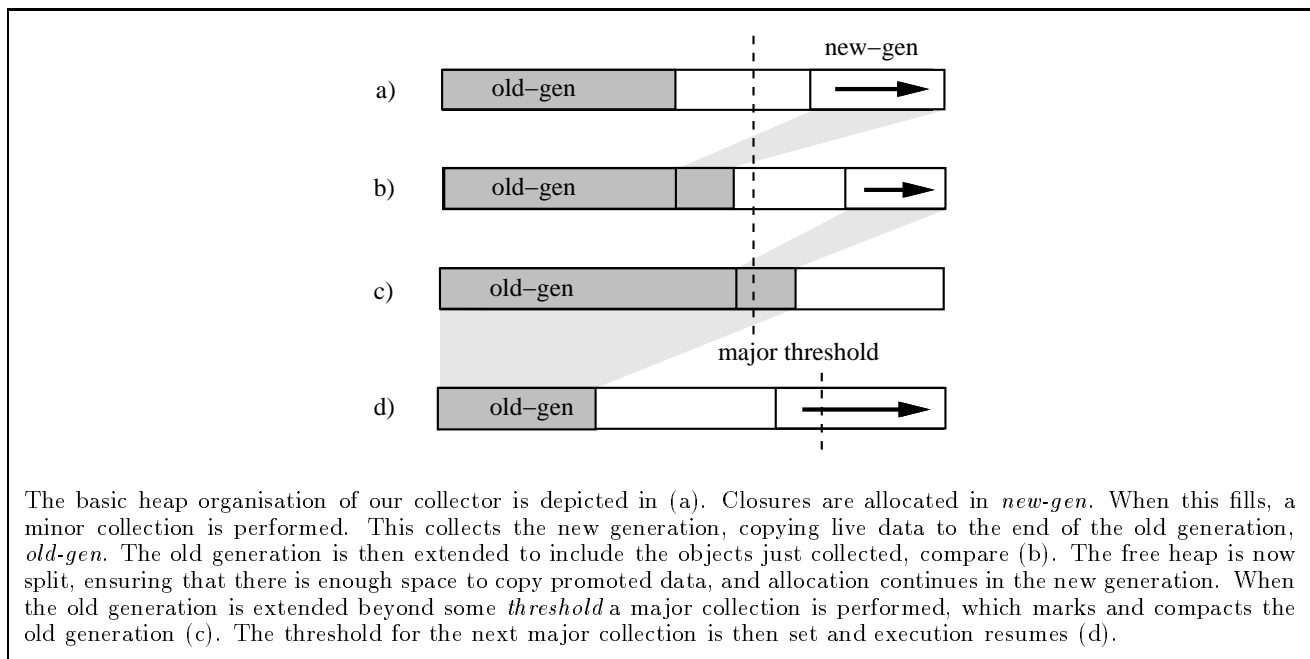 new−gen
a)
old−gen
b)
old−gen
c)
old−gen
major threshold
d)
old−gen
The basic heap organisation of our collector is depicted in (a). Closures are allocated in new-gen. When this fills, a
minor collection is performed. This collects the new generation, copying live data to the end of the old generation,
old-gen. The old generation is then extended to include the objects just collected, compare (b). The free heap is now
split, ensuring that there is enough space to copy promoted data, and allocation continues in the new generation. When
the old generation is extended beyond some threshold a major collection is performed, which marks and compacts the
old generation (c). The threshold for the next major collection is then set and execution resumes (d).